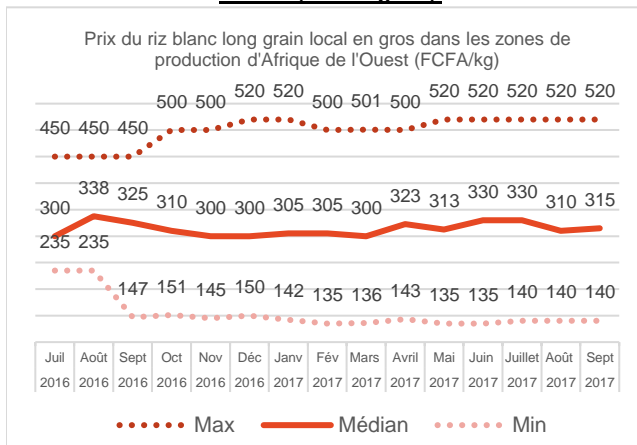 Prix du riz blanc long grain local en gros dans les zones de
production d'Afrique de l'Ouest (FCFA/kg)
450 450 450 500 500 520 520 500 501 500 520 520 520 520 520
300 338 325 310 300 300 305 305 300 323 313 330 330 310 315
235 235 147 151 145 150 142 135 136 143 135 135 140 140 140
Juil Août Sept Oct Nov Déc Janv Fév Mars Avril Mai Juin Juillet Août Sept
2016 2016 2016 2016 2016 2016 2017 2017 2017 2017 2017 2017 2017 2017 2017
Max Médian Min